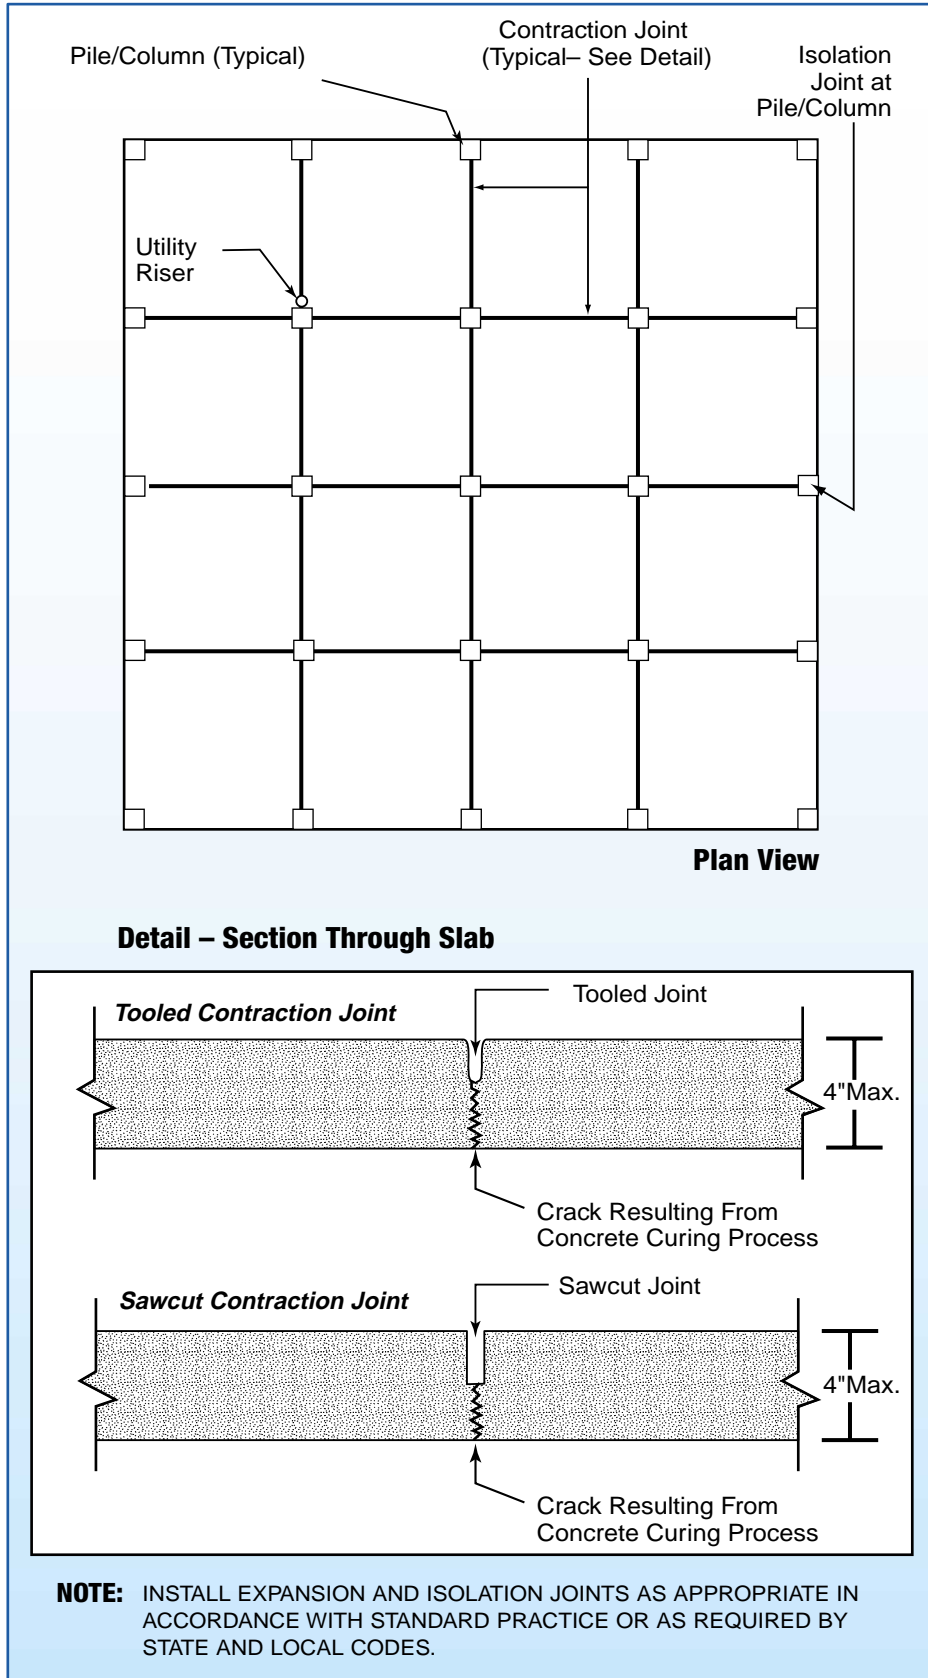 Pile/Column (Typical)
Contraction Joint
(Typical– See Detail)
Isolation
Joint at
Pile/Column
Utility
Riser
Plan View
Detail – Section Through Slab
Tooled Contraction Joint
Tooled Joint
4"Max.
Crack Resulting From
Concrete Curing Process
Sawcut Contraction Joint
Sawcut Joint
4"Max.
Crack Resulting From
Concrete Curing Process
NOTE: INSTALL EXPANSION AND ISOLATION JOINTS AS APPROPRIATE IN
ACCORDANCE WITH STANDARD PRACTICE OR AS REQUIRED BY
STATE AND LOCAL CODES.